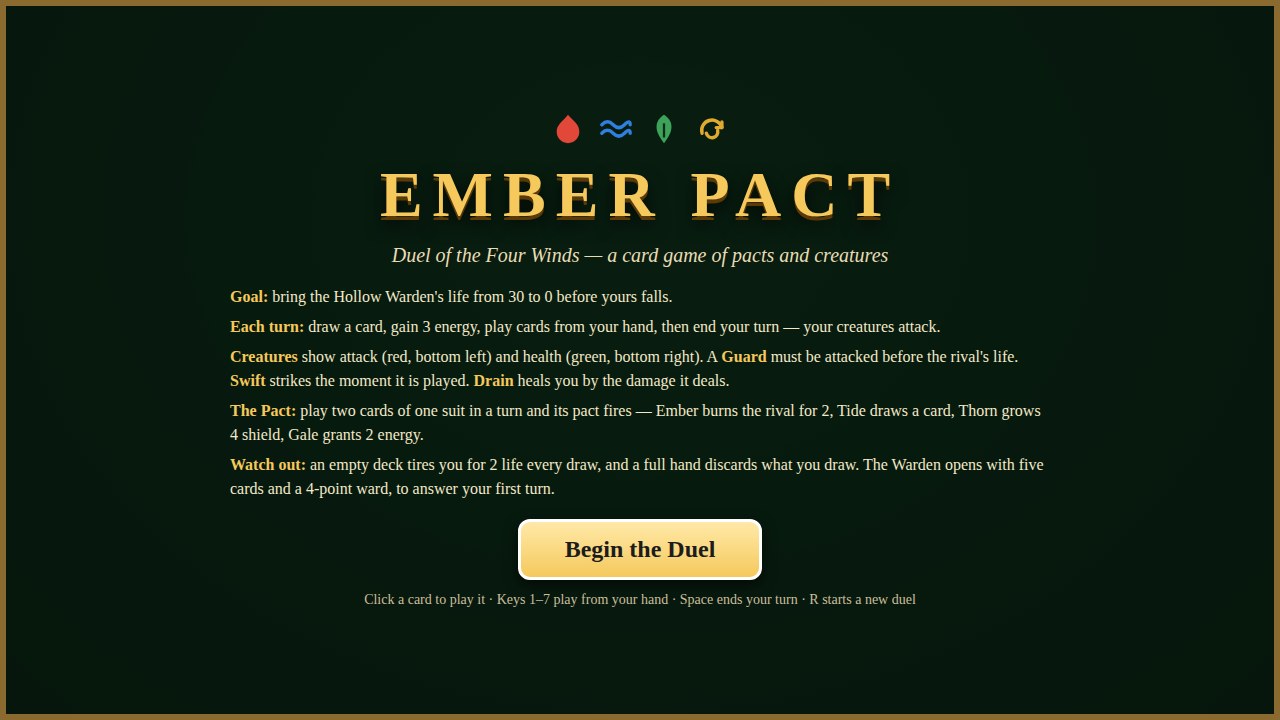 EMBER PACT
Duel of the Four Winds — a card game of pacts and creatures
Goal: bring the Hollow Warden's life from 30 to 0 before yours falls.
Each turn: draw a card, gain 3 energy, play cards from your hand, then end your turn — your creatures attack.
Creatures show attack (red, bottom left) and health (green, bottom right). A Guard must be attacked before the rival's life.
Swift strikes the moment it is played. Drain heals you by the damage it deals.
The Pact: play two cards of one suit in a turn and its pact fires — Ember burns the rival for 2, Tide draws a card, Thorn grows
4 shield, Gale grants 2 energy.
Watch out: an empty deck tires you for 2 life every draw, and a full hand discards what you draw. The Warden opens with five
cards and a 4-point ward, to answer your first turn.
Begin the Duel
Click a card to play it · Keys 1–7 play from your hand · Space ends your turn · R starts a new duel